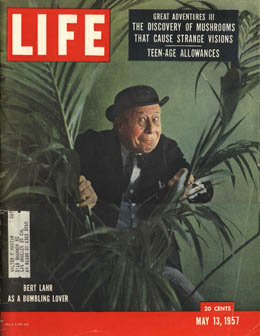 LIFE
GREAT ADVENTURES III
THE DISCOVERY OF MUSHROOMS
THAT CAUSE STRANGE VISIONS
TEEN-AGE ALLOWANCES
BERT LAHR
AS A BUMBLING LOVER
20 CENTS
MAY 13, 1957